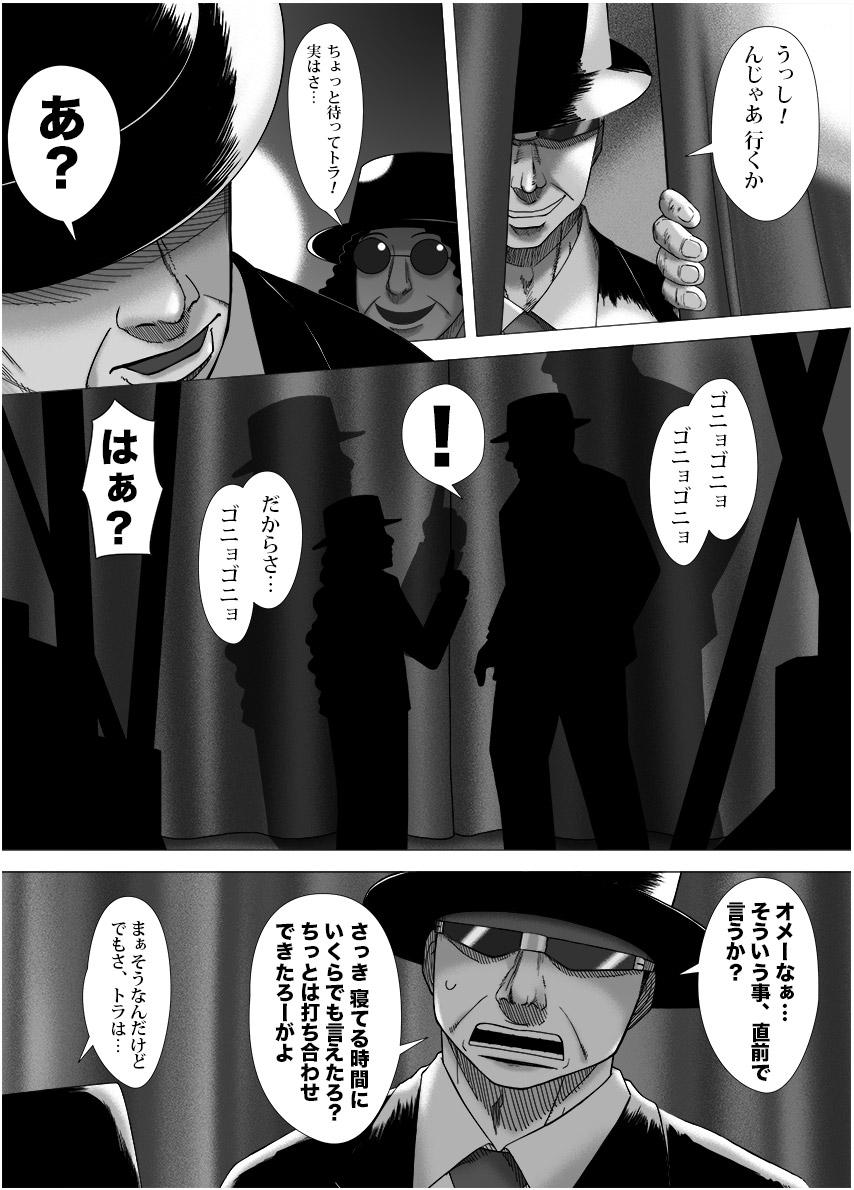 うっし！
んじゃあ 行くか
ちょっと待ってトラ！
実はさ…
あ？
ゴニョゴニョ
ゴニョゴニョ
！
だからさ…
ゴニョゴニョ
はぁ？
オメーなぁ…
そういう事、直前で
言うか？
さっき 寝てる時間に
いくらでも言えたろ？
ちっとは打ち合わせ
できたろーがよ
まぁそうなんだけど
でもさ、トラは…